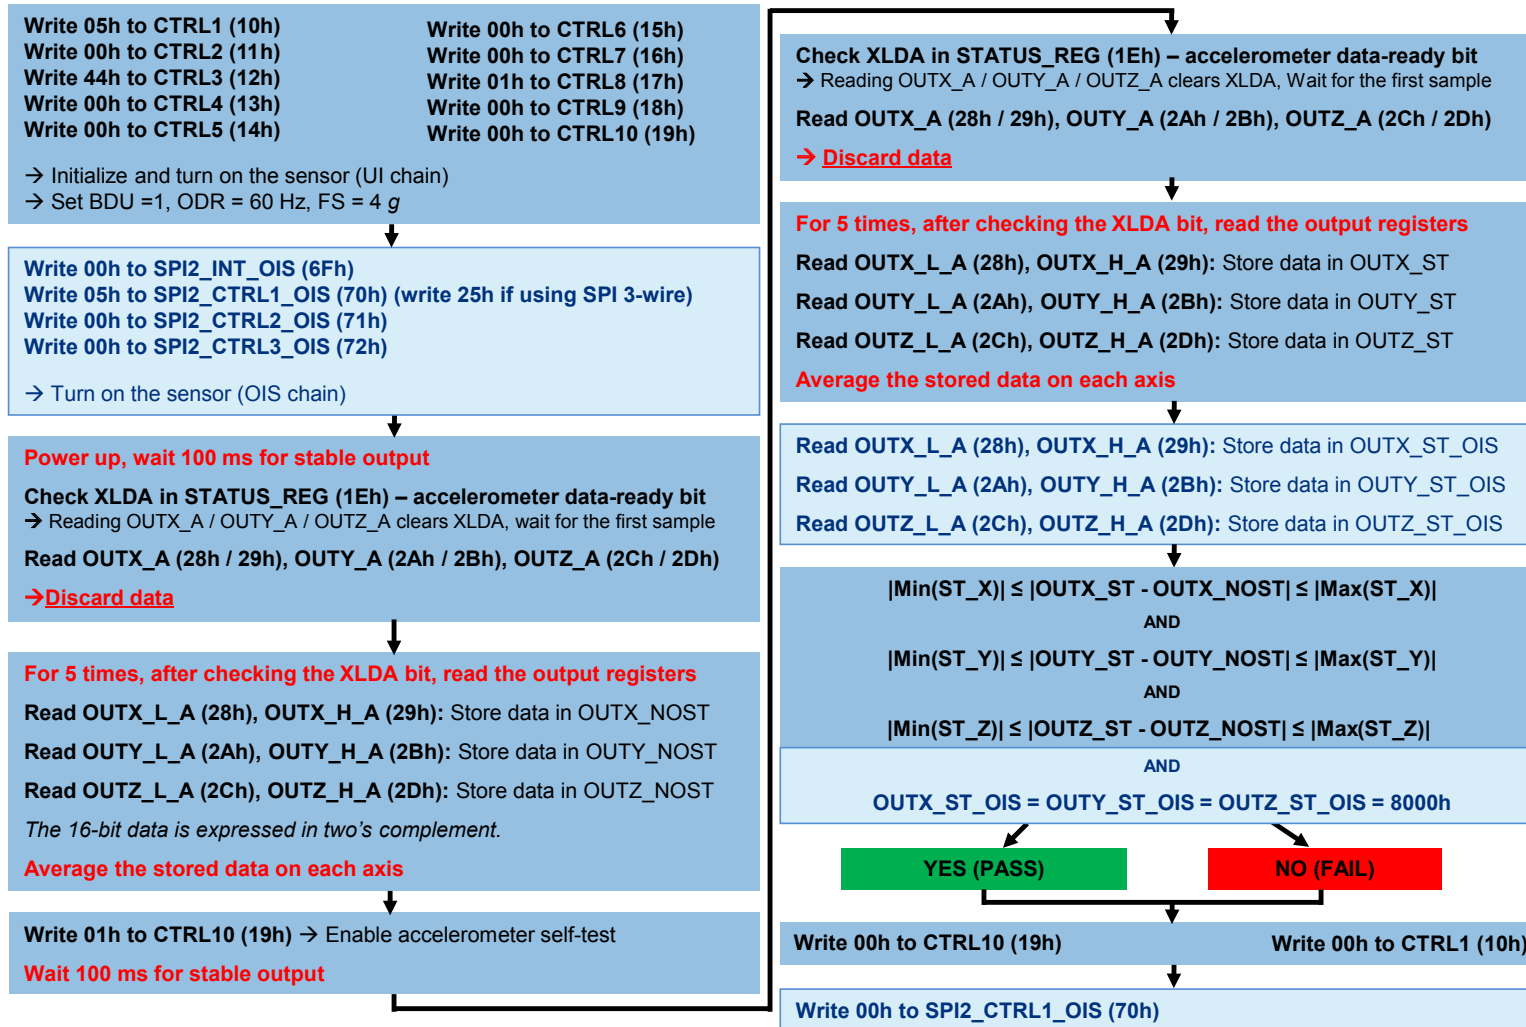 Write 05h to CTRL1 (10h)
Write 00h to CTRL2 (11h)
Write 44h to CTRL3 (12h)
Write 00h to CTRL4 (13h)
Write 00h to CTRL5 (14h)
Write 00h to CTRL6 (15h)
Write 00h to CTRL7 (16h)
Write 01h to CTRL8 (17h)
Write 00h to CTRL9 (18h)
Write 00h to CTRL10 (19h)
→ Initialize and turn on the sensor (UI chain)
→ Set BDU =1, ODR = 60 Hz, FS = 4 g
Write 00h to SPI2_INT_OIS (6Fh)
Write 05h to SPI2_CTRL1_OIS (70h) (write 25h if using SPI 3-wire)
Write 00h to SPI2_CTRL2_OIS (71h)
Write 00h to SPI2_CTRL3_OIS (72h)
→ Turn on the sensor (OIS chain)
Power up, wait 100 ms for stable output
Check XLDA in STATUS_REG (1Eh) – accelerometer data-ready bit
→ Reading OUTX_A / OUTY_A / OUTZ_A clears XLDA, wait for the first sample
Read OUTX_A (28h / 29h), OUTY_A (2Ah / 2Bh), OUTZ_A (2Ch / 2Dh)
→Discard data
For 5 times, after checking the XLDA bit, read the output registers
Read OUTX_L_A (28h), OUTX_H_A (29h): Store data in OUTX_NOST
Read OUTY_L_A (2Ah), OUTY_H_A (2Bh): Store data in OUTY_NOST
Read OUTZ_L_A (2Ch), OUTZ_H_A (2Dh): Store data in OUTZ_NOST
The 16-bit data is expressed in two's complement.
Average the stored data on each axis
Write 01h to CTRL10 (19h) → Enable accelerometer self-test
Wait 100 ms for stable output
Check XLDA in STATUS_REG (1Eh) – accelerometer data-ready bit
→ Reading OUTX_A / OUTY_A / OUTZ_A clears XLDA, Wait for the first sample
Read OUTX_A (28h / 29h), OUTY_A (2Ah / 2Bh), OUTZ_A (2Ch / 2Dh)
→ Discard data
For 5 times, after checking the XLDA bit, read the output registers
Read OUTX_L_A (28h), OUTX_H_A (29h): Store data in OUTX_ST
Read OUTY_L_A (2Ah), OUTY_H_A (2Bh): Store data in OUTY_ST
Read OUTZ_L_A (2Ch), OUTZ_H_A (2Dh): Store data in OUTZ_ST
Average the stored data on each axis
Read OUTX_L_A (28h), OUTX_H_A (29h): Store data in OUTX_ST_OIS
Read OUTY_L_A (2Ah), OUTY_H_A (2Bh): Store data in OUTY_ST_OIS
Read OUTZ_L_A (2Ch), OUTZ_H_A (2Dh): Store data in OUTZ_ST_OIS
|Min(ST_X)| ≤ |OUTX_ST - OUTX_NOST| ≤ |Max(ST_X)|
AND
|Min(ST_Y)| ≤ |OUTY_ST - OUTY_NOST| ≤ |Max(ST_Y)|
AND
|Min(ST_Z)| ≤ |OUTZ_ST - OUTZ_NOST| ≤ |Max(ST_Z)|
AND
OUTX_ST_OIS = OUTY_ST_OIS = OUTZ_ST_OIS = 8000h
YES (PASS)
NO (FAIL)
Write 00h to CTRL10 (19h)
Write 00h to CTRL1 (10h)
Write 00h to SPI2_CTRL1_OIS (70h)